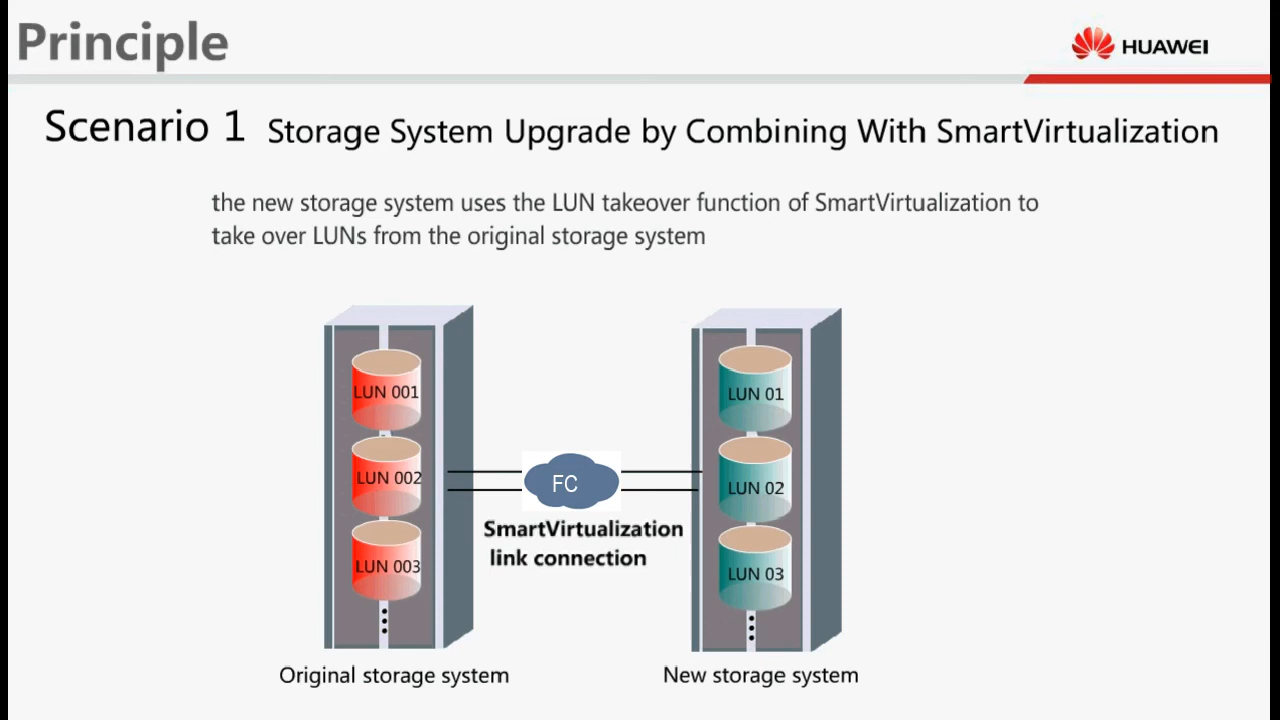 Principle
HUAWEI
Scenario 1 Storage System Upgrade by Combining With SmartVirtualization
the new storage system uses the LUN takeover function of SmartVirtualization to
take over LUNs from the original storage system
LUN 001
LUN 002
LUN 003
FC
SmartVirtualization
link connection
LUN 01
LUN 02
LUN 03
Original storage system
New storage system